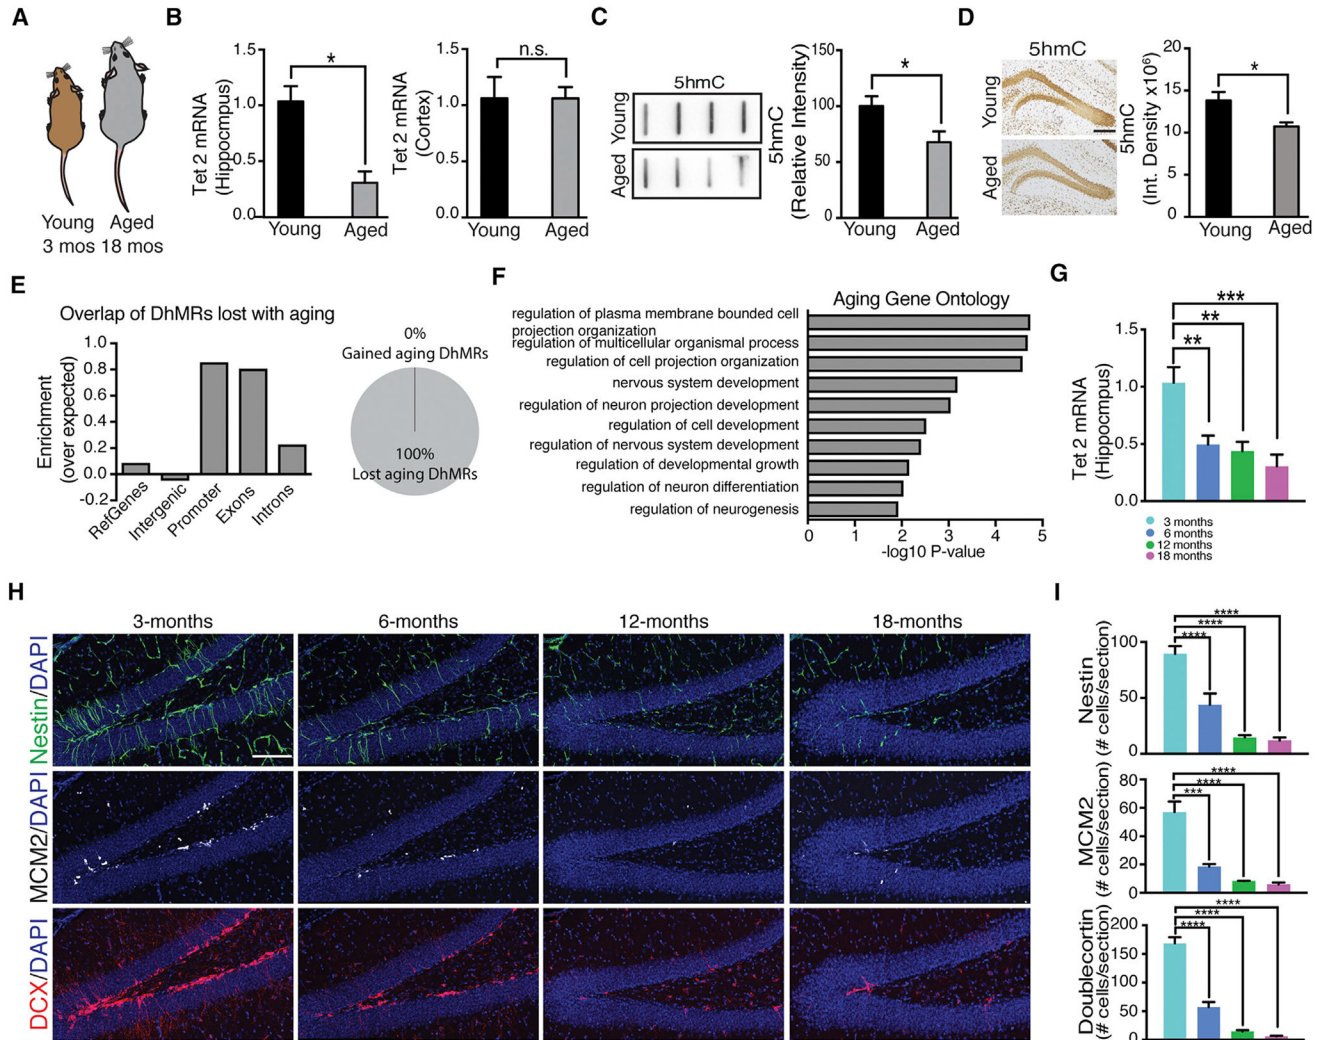 A
Young
3 mos
Aged
18 mos
B
Tet 2 mRNA
(Hippocmpus)
1.5
1.0
0.5
0.0
*
Young
Aged
Tet 2 mRNA
(Cortex)
1.5
1.0
0.5
0.0
n.s.
Young
Aged
C
5hmC
Young
Aged
5hmC
(Relative Intensity)
150
100
50
0
*
Young
Aged
D
5hmC
Young
Aged
5hmC
(Int. Density x10⁶)
20
15
10
5
0
*
Young
Aged
E
Overlap of DhMRs lost with aging
Enrichment
(over expected)
1.0
0.8
0.6
0.4
0.2
0.0
-0.2
RefGenes
Intergenic
Promoter
Exons
Introns
0%
Gained aging DhMRs
100%
Lost aging DhMRs
F
Aging Gene Ontology
regulation of plasma membrane bounded cell
projection organization
regulation of multicellular organismal process
regulation of cell projection organization
nervous system development
regulation of neuron projection development
regulation of cell development
regulation of nervous system development
regulation of developmental growth
regulation of neuron differentiation
regulation of neurogenesis
0 1 2 3 4 5
-log10 P-value
G
Tet 2 mRNA
(Hippocmpus)
1.5
1.0
0.5
0.0
***
**
**
3 months
6 months
12 months
18 months
H
3-months
6-months
12-months
18-months
Nestin/DAPI
MCM2/DAPI
DCX/DAPI
I
Nestin
(# cells/section)
100
50
0
****
****
****
MCM2
(# cells/section)
80
60
40
20
0
****
****
***
Doublecortin
(# cells/section)
200
150
100
50
0
****
****
****